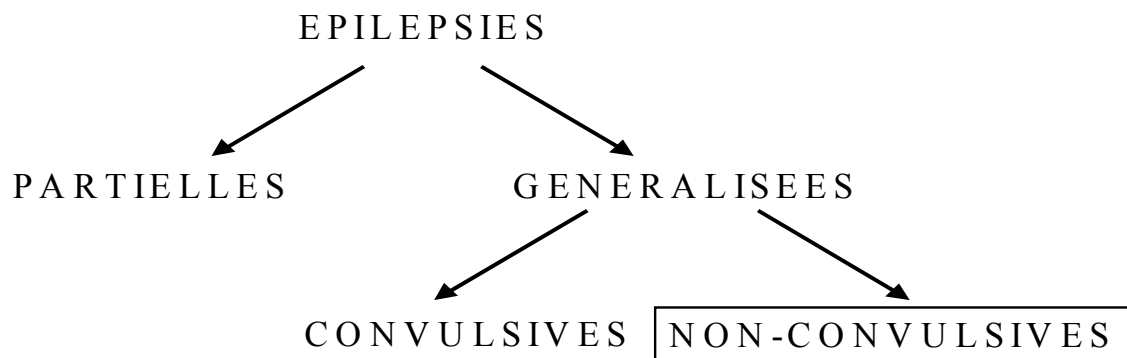 EPILEPSIES
PARTIELLES GENERALISEES
CONVULSIVES NON-CONVULSIVES